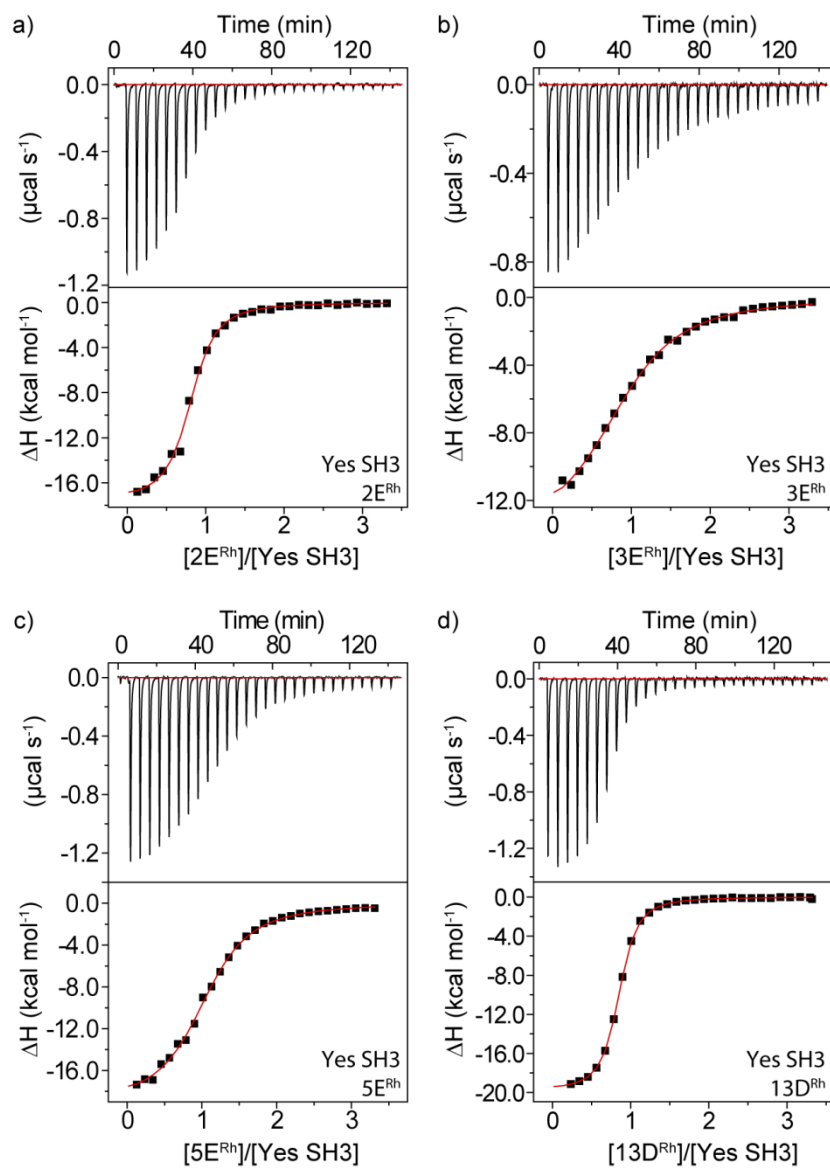 a)
Time (min)
0 40 80 120
0.0
-0.4
-0.8
-1.2
(µcal s⁻¹)
0.0
-4.0
-8.0
-12.0
-16.0
ΔH (kcal mol⁻¹)
Yes SH3
2Eᴿʰ
0 1 2 3
[2Eᴿʰ]/[Yes SH3]
b)
Time (min)
0 20 40 60 80 100 120
0.0
-0.4
-0.8
(µcal s⁻¹)
0.0
-4.0
-8.0
-12.0
ΔH (kcal mol⁻¹)
Yes SH3
3Eᴿʰ
0 1 2 3
[3Eᴿʰ]/[Yes SH3]
c)
Time (min)
0 20 40 60 80 100 120
0.0
-0.4
-0.8
-1.2
(µcal s⁻¹)
0.0
-4.0
-8.0
-12.0
-16.0
ΔH (kcal mol⁻¹)
Yes SH3
5Eᴿʰ
0 1 2 3
[5Eᴿʰ]/[Yes SH3]
d)
Time (min)
0 40 80 120
0.0
-0.4
-0.8
-1.2
(µcal s⁻¹)
0.0
-4.0
-8.0
-12.0
-16.0
-20.0
ΔH (kcal mol⁻¹)
Yes SH3
13Dᴿʰ
0 1 2 3
[13Dᴿʰ]/[Yes SH3]